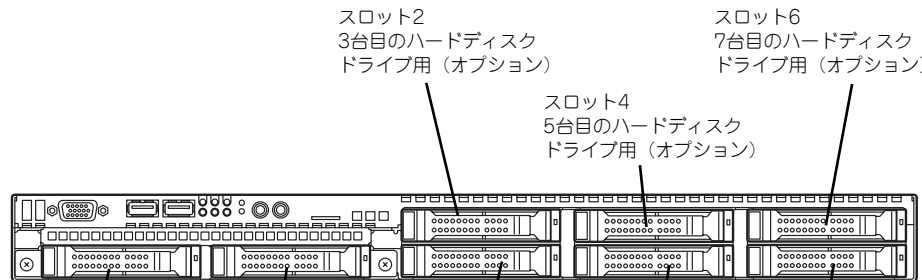 スロット2
3台目のハードディスク
ドライブ用（オプション）
スロット6
7台目のハードディスク
ドライブ用（オプション）
スロット4
5台目のハードディスク
ドライブ用（オプション）